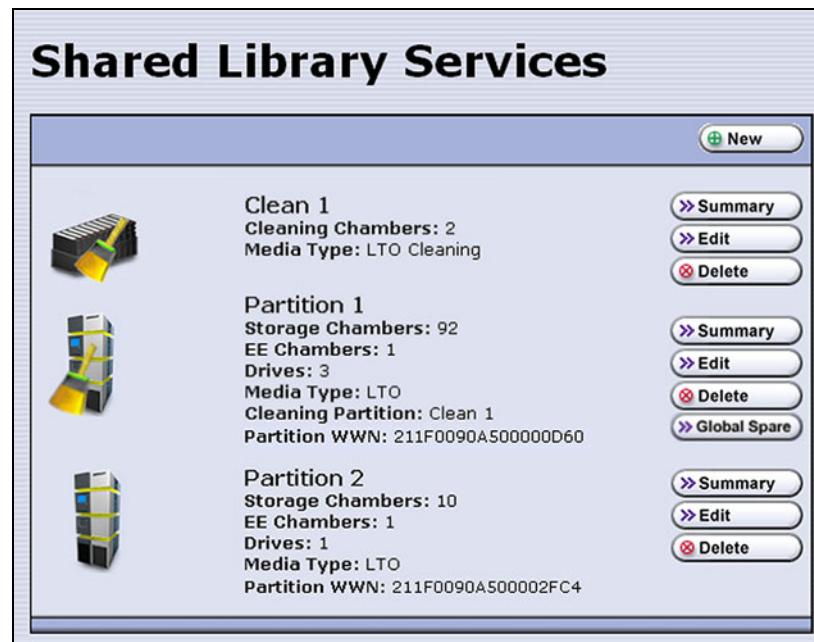 Shared Library Services
New
Clean 1
Cleaning Chambers: 2
Media Type: LTO Cleaning
Summary
Edit
Delete
Partition 1
Storage Chambers: 92
EE Chambers: 1
Drives: 3
Media Type: LTO
Cleaning Partition: Clean 1
Partition WWN: 211F0090A500000D60
Summary
Edit
Delete
Global Spare
Partition 2
Storage Chambers: 10
EE Chambers: 1
Drives: 1
Media Type: LTO
Partition WWN: 211F0090A500002FC4
Summary
Edit
Delete